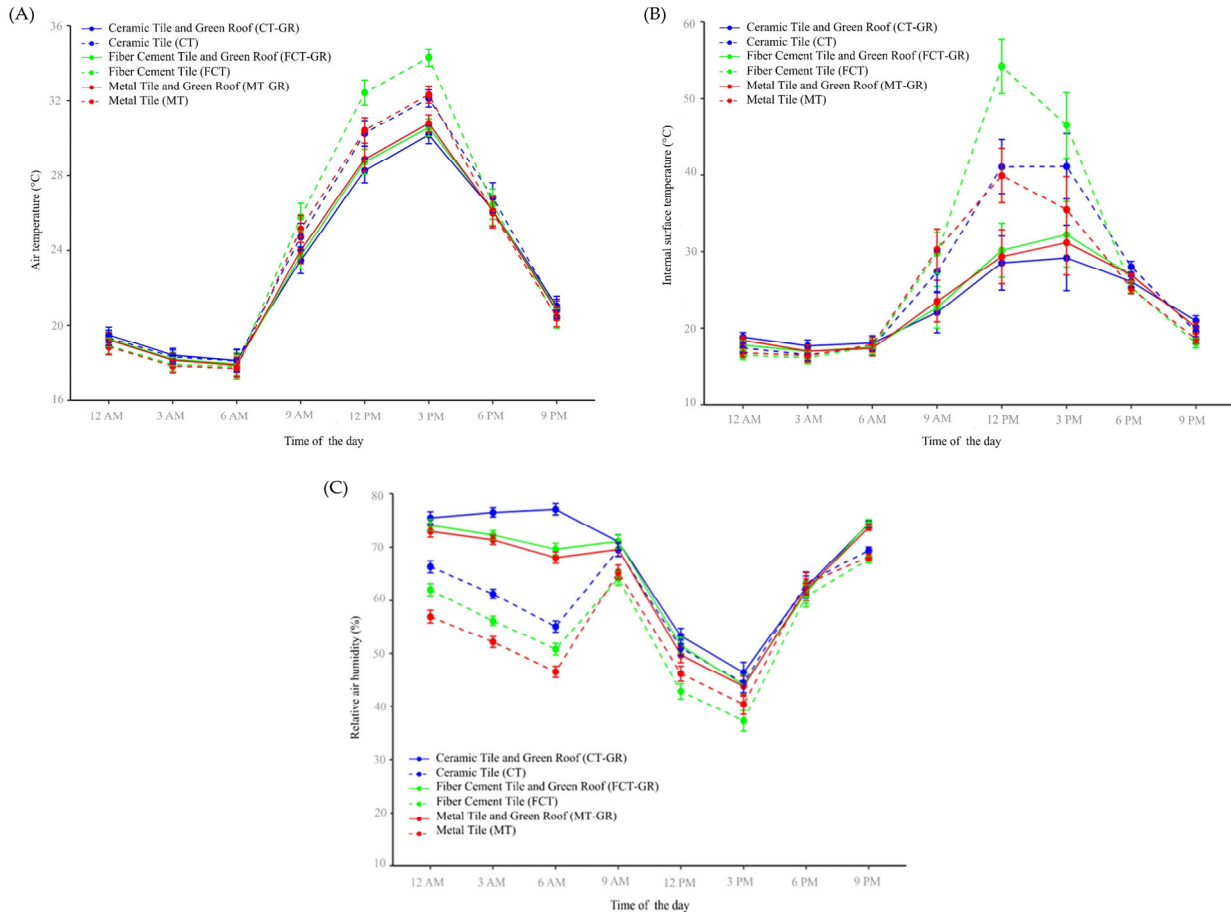 (A)
Ceramic Tile and Green Roof (CT-GR)
Ceramic Tile (CT)
Fiber Cement Tile and Green Roof (FCT-GR)
Fiber Cement Tile (FCT)
Metal Tile and Green Roof (MT-GR)
Metal Tile (MT)
Air temperature (°C)
36
32
28
24
20
16
12 AM 3 AM 6 AM 9 AM 12 PM 3 PM 6 PM 9 PM
Time of the day
(B)
Ceramic Tile and Green Roof (CT-GR)
Ceramic Tile (CT)
Fiber Cement Tile and Green Roof (FCT-GR)
Fiber Cement Tile (FCT)
Metal Tile and Green Roof (MT-GR)
Metal Tile (MT)
Internal surface temperature (°C)
60
50
40
30
20
10
12 AM 3 AM 6 AM 9 AM 12 PM 3 PM 6 PM 9 PM
Time of the day
(C)
Relative air humidity (%)
80
70
60
50
40
30
20
10
Ceramic Tile and Green Roof (CT-GR)
Ceramic Tile (CT)
Fiber Cement Tile and Green Roof (FCT-GR)
Fiber Cement Tile (FCT)
Metal Tile and Green Roof (MT-GR)
Metal Tile (MT)
12 AM 3 AM 6 AM 9 AM 12 PM 3 PM 6 PM 9 PM
Time of the day